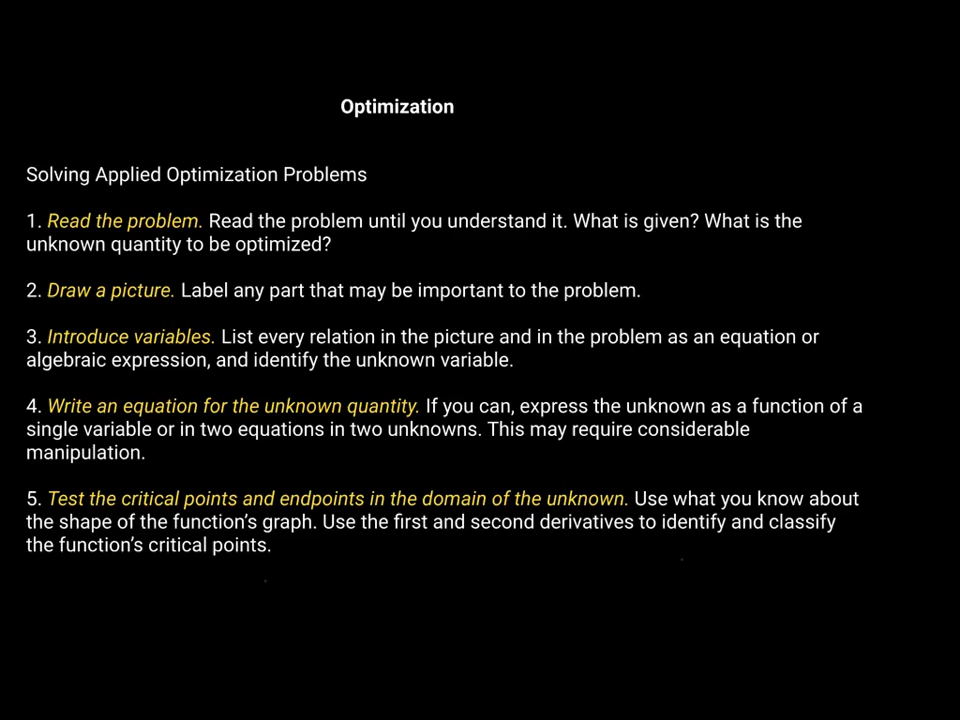 Optimization
Solving Applied Optimization Problems
1. Read the problem. Read the problem until you understand it. What is given? What is the
unknown quantity to be optimized?
2. Draw a picture. Label any part that may be important to the problem.
3. Introduce variables. List every relation in the picture and in the problem as an equation or
algebraic expression, and identify the unknown variable.
4. Write an equation for the unknown quantity. If you can, express the unknown as a function of a
single variable or in two equations in two unknowns. This may require considerable
manipulation.
5. Test the critical points and endpoints in the domain of the unknown. Use what you know about
the shape of the function’s graph. Use the first and second derivatives to identify and classify
the function’s critical points.